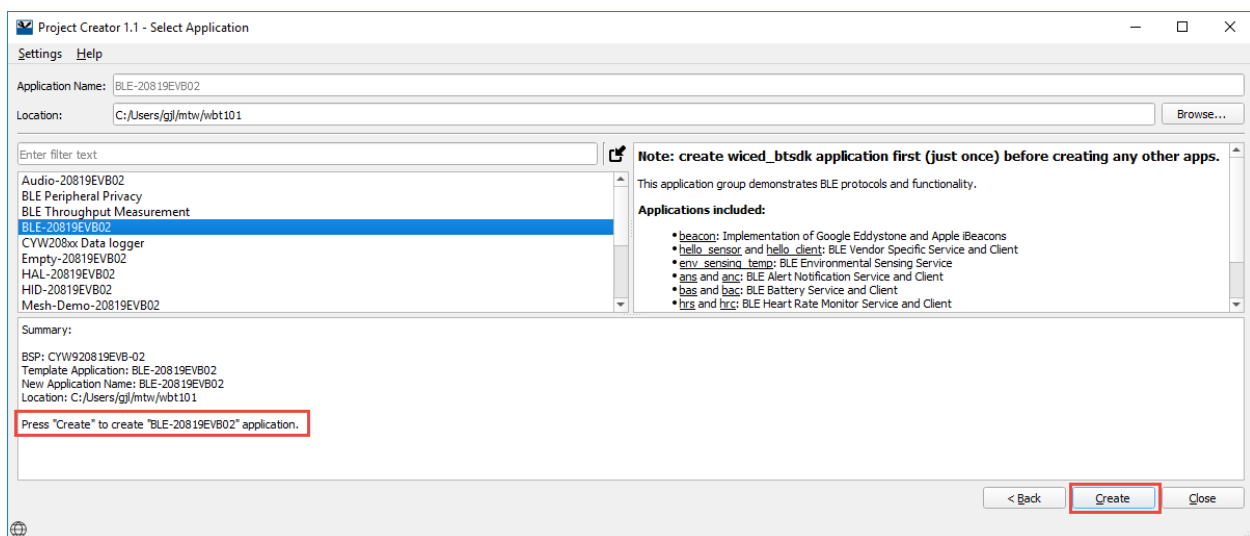 Project Creator 1.1 - Select Application
Settings Help
Application Name: BLE-20819EVB02
Location: C:/Users/gjl/mtw/wbt101 Browse...
Enter filter text
Audio-20819EVB02
BLE Peripheral Privacy
BLE Throughput Measurement
BLE-20819EVB02
CYW208xx Data logger
Empty-20819EVB02
HAL-20819EVB02
HID-20819EVB02
Mesh-Demo-20819EVB02
Note: create wiced_btsdk application first (just once) before creating any other apps.
This application group demonstrates BLE protocols and functionality.
Applications included:
•beacon: Implementation of Google Eddystone and Apple iBeacons
•hello_sensor and hello_client: BLE Vendor Specific Service and Client
•env_sensing_temp: BLE Environmental Sensing Service
•ans and anc: BLE Alert Notification Service and Client
•bas and bac: BLE Battery Service and Client
•hrs and hrc: BLE Heart Rate Monitor Service and Client
Summary:
BSP: CYW920819EVB-02
Template Application: BLE-20819EVB02
New Application Name: BLE-20819EVB02
Location: C:/Users/gjl/mtw/wbt101
Press "Create" to create "BLE-20819EVB02" application.
< Back Create Close